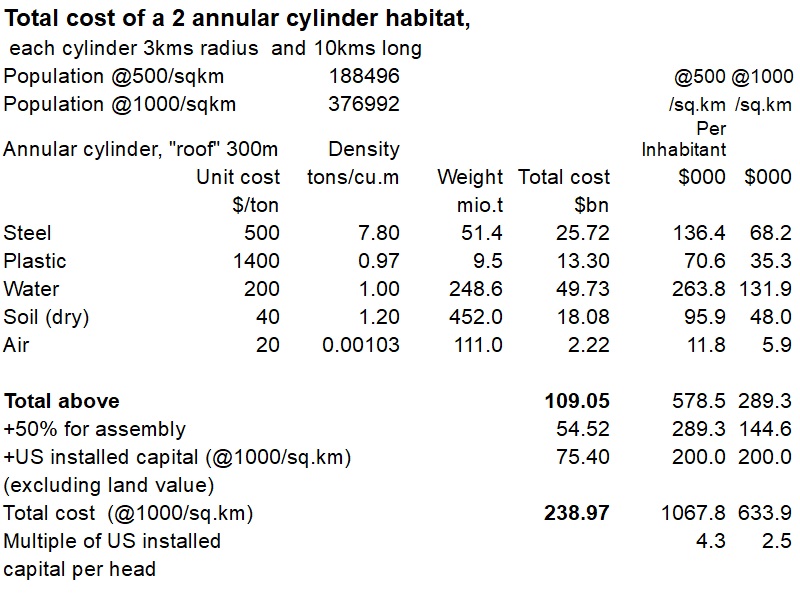 Total cost of a 2 annular cylinder habitat,
each cylinder 3kms radius and 10kms long
Population @500/sqkm 188496 @500 @1000
Population @1000/sqkm 376992 /sq.km /sq.km
Per
Annular cylinder, "roof" 300m Density Inhabitant
Unit cost tons/cu.m Weight Total cost $000 $000
$/ton mio.t $bn
Steel 500 7.80 51.4 25.72 136.4 68.2
Plastic 1400 0.97 9.5 13.30 70.6 35.3
Water 200 1.00 248.6 49.73 263.8 131.9
Soil (dry) 40 1.20 452.0 18.08 95.9 48.0
Air 20 0.00103 111.0 2.22 11.8 5.9
Total above 109.05 578.5 289.3
+50% for assembly 54.52 289.3 144.6
+US installed capital (@1000/sq.km) 75.40 200.0 200.0
(excluding land value)
Total cost (@1000/sq.km) 238.97 1067.8 633.9
Multiple of US installed 4.3 2.5
capital per head